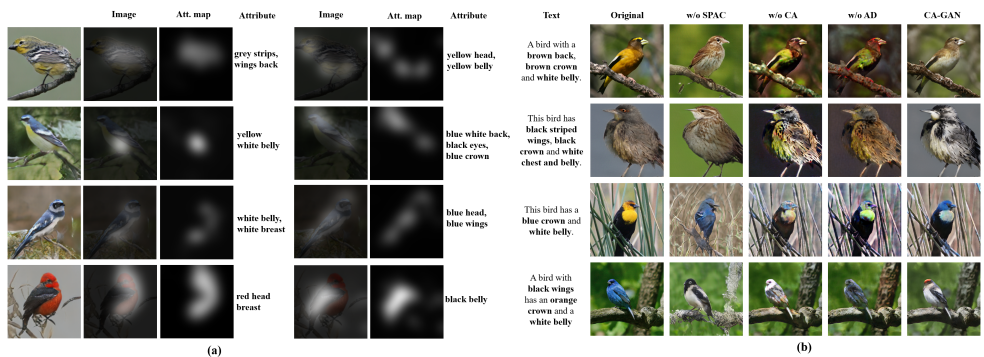 Image Att. map Attribute Image Att. map Attribute
grey strips,
wings back
yellow head,
yellow belly
yellow
white belly
blue white back,
black eyes,
blue crown
white belly,
white breast
blue head,
blue wings
red head
breast
black belly
(a)
Text Original w/o SPAC w/o CA w/o AD CA-GAN
A bird with a
brown back,
brown crown
and white belly.
This bird has
black striped
wings, black
crown and white
chest and belly.
This bird has a
blue crown and
white belly.
A bird with
black wings
has an orange
crown and a
white belly
(b)